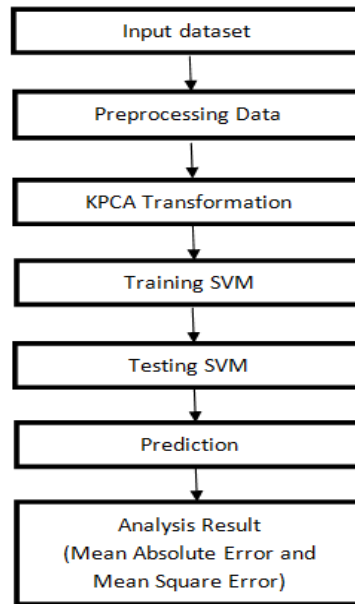 Input dataset
Preprocessing Data
KPCA Transformation
Training SVM
Testing SVM
Prediction
Analysis Result
(Mean Absolute Error and
Mean Square Error)